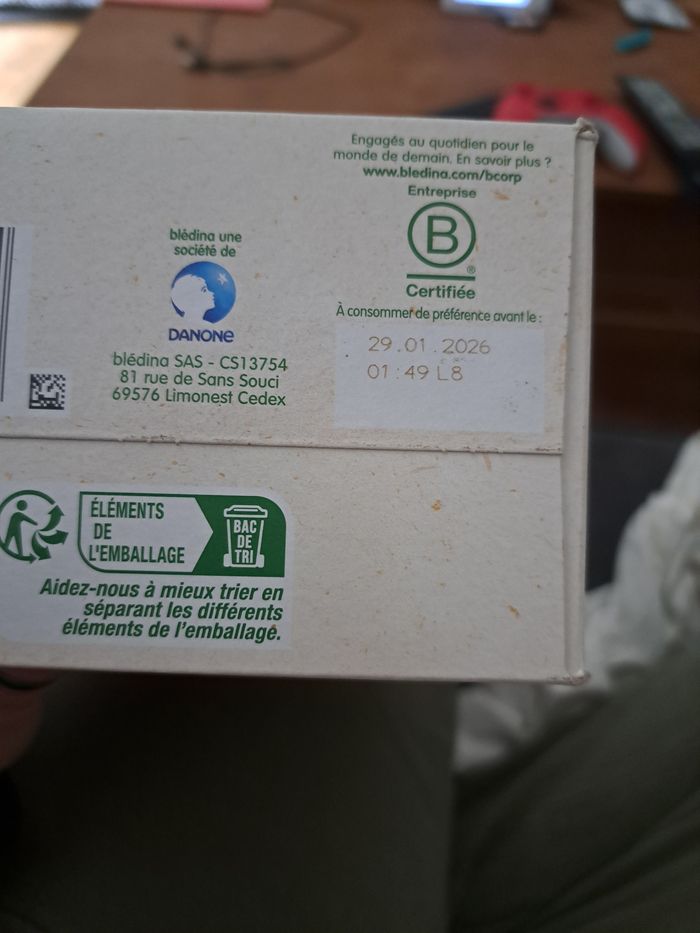 Engagés au quotidien pour le
monde de demain. En savoir plus ?
www.bledina.com/bcorp
Entreprise
B
®
Certifiée
blédina une
société de
DANONE
blédina SAS - CS13754
81 rue de Sans Souci
69576 Limonest Cedex
À consommer de préférence avant le :
29.01.2026
01:49 L8
ÉLÉMENTS
DE
L'EMBALLAGE
BAC
DE
TRI
Aidez-nous à mieux trier en
séparant les différents
éléments de l'emballage.